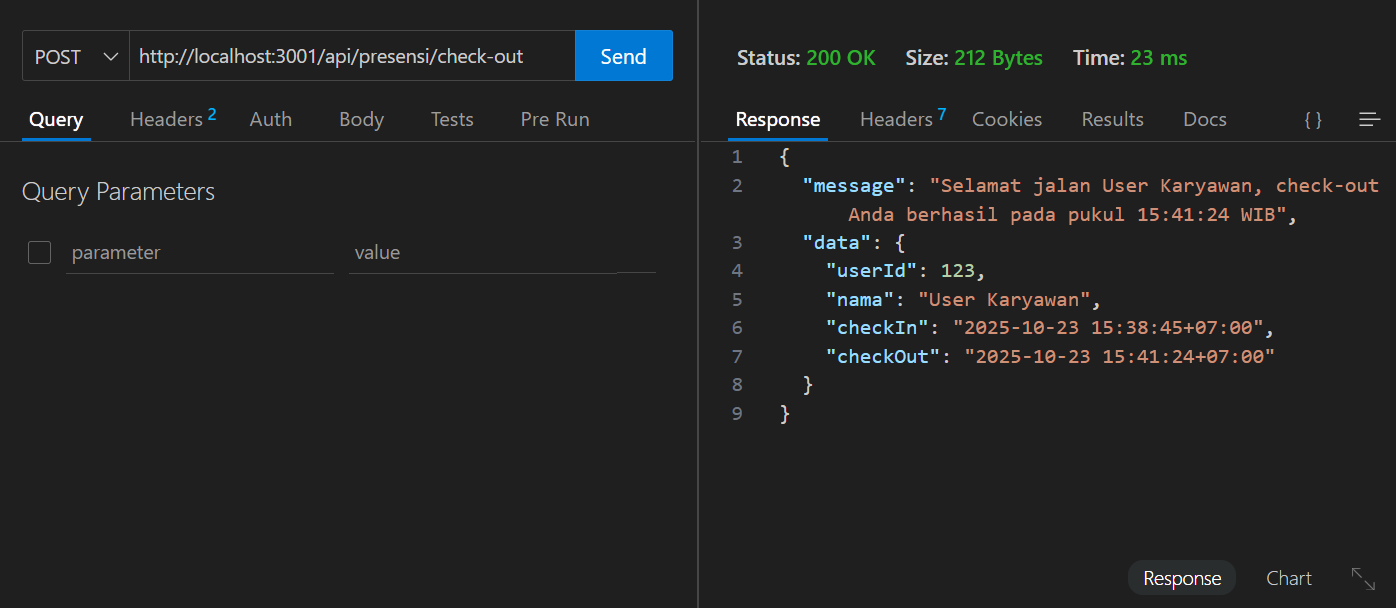 POST http://localhost:3001/api/presensi/check-out Send
Query Headers 2 Auth Body Tests Pre Run
Query Parameters
parameter value
Status: 200 OK Size: 212 Bytes Time: 23 ms
Response Headers 7 Cookies Results Docs { }
1 {
2 "message": "Selamat jalan User Karyawan, check-out
Anda berhasil pada pukul 15:41:24 WIB",
3 "data": {
4 "userId": 123,
5 "nama": "User Karyawan",
6 "checkIn": "2025-10-23 15:38:45+07:00",
7 "checkOut": "2025-10-23 15:41:24+07:00"
8 }
9 }
Response Chart